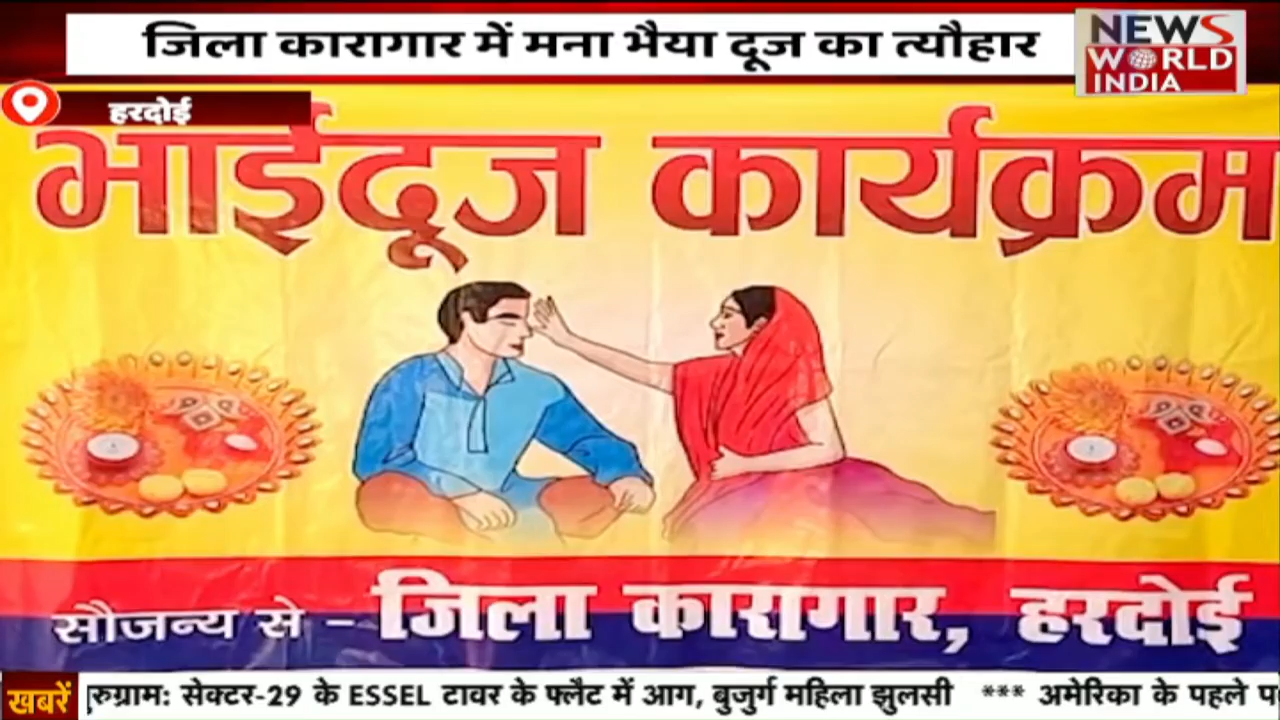 जिला कारागार में मना भैया दूज का त्यौहार
NEWS
WORLD
INDIA
हरदोई
भाईदूज कार्यक्रम
सौजन्य से - जिला कारागार, हरदोई
खबरें
रुग्राम: सेक्टर-29 के ESSEL टावर के फ्लैट में आग, बुजुर्ग महिला झुलसी *** अमेरिका के पहले